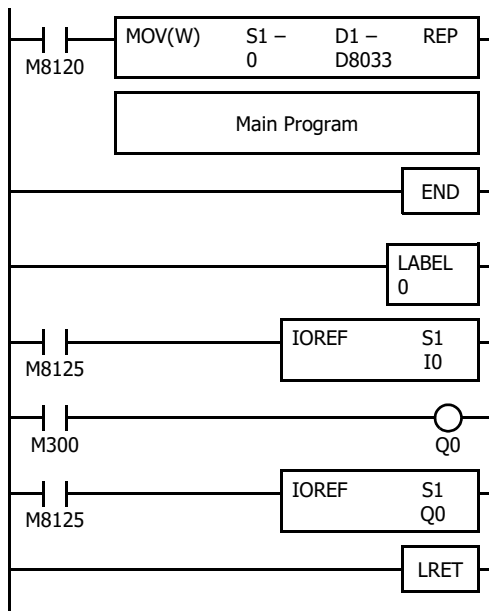 MOV(W) S1 – D1 – REP
0 D8033
M8120
Main Program
END
LABEL
0
IOREF S1
I0
M8125
M300
Q0
IOREF S1
Q0
M8125
LRET